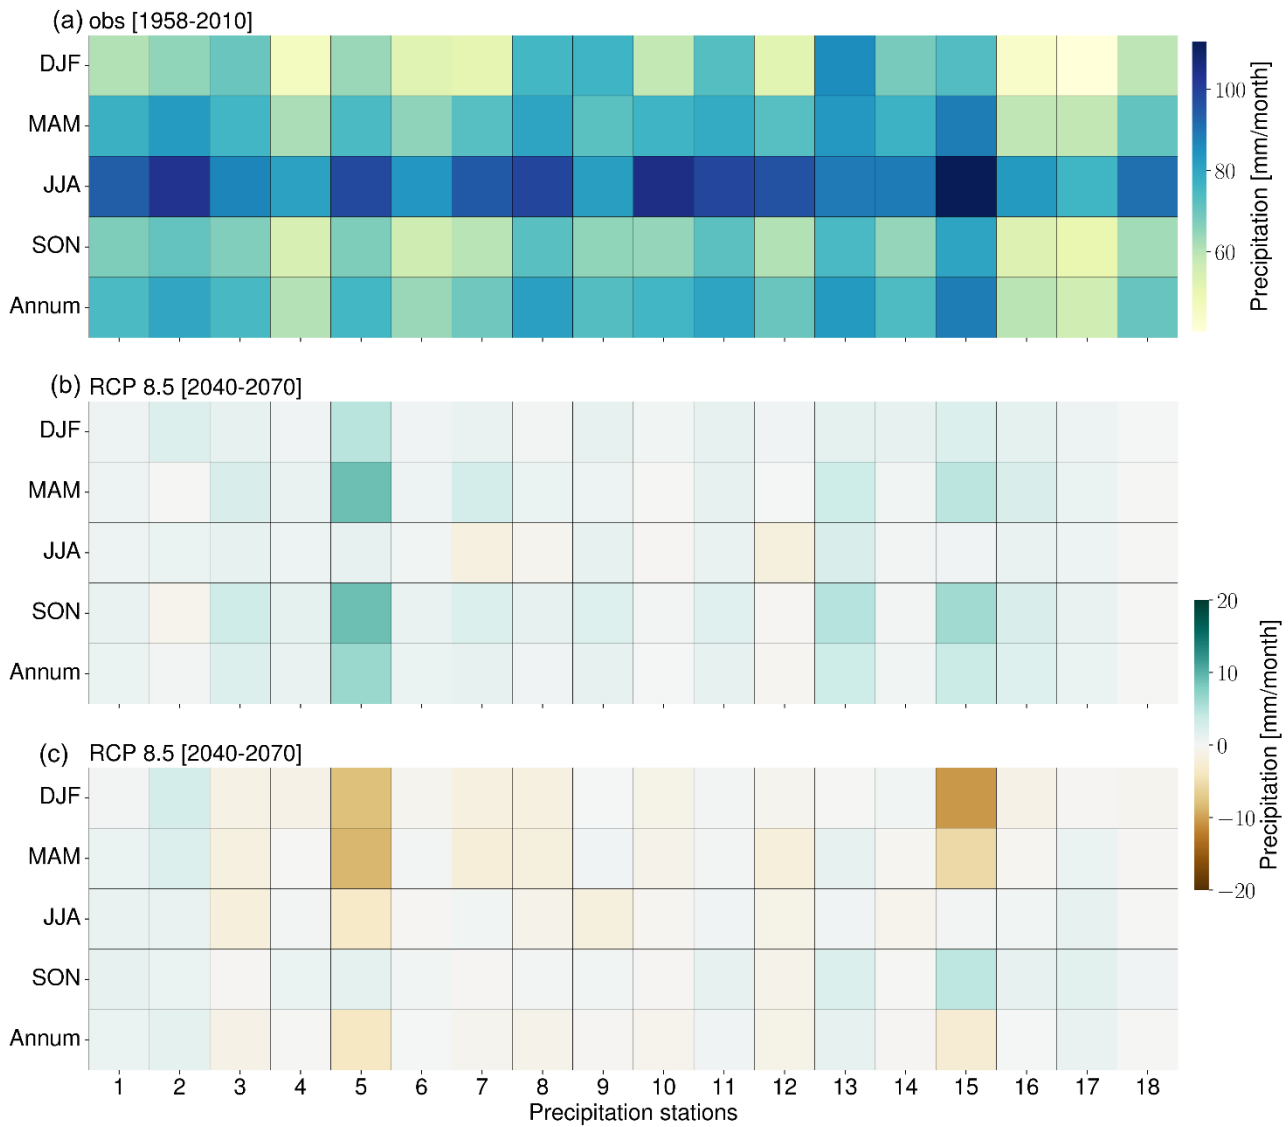 (a) obs [1958-2010]
DJF
MAM
JJA
SON
Annum
100
80
60
Precipitation [mm/month]
(b) RCP 8.5 [2040-2070]
DJF
MAM
JJA
SON
Annum
(c) RCP 8.5 [2040-2070]
DJF
MAM
JJA
SON
Annum
20
10
0
−10
−20
Precipitation [mm/month]
1 2 3 4 5 6 7 8 9 10 11 12 13 14 15 16 17 18
Precipitation stations